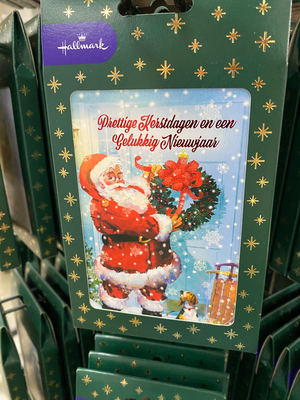 Hallmark
Prettige Kerstdagen en een
Gelukkig Nieuwjaar